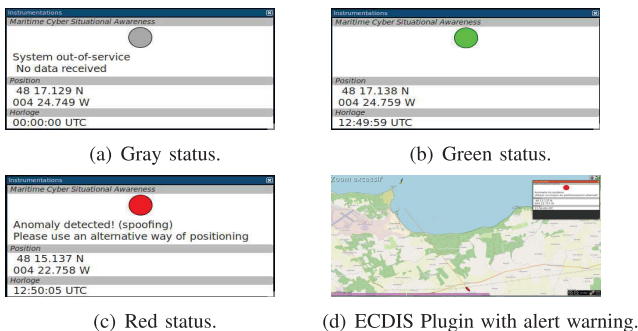 Instrumentations
Maritime Cyber Situational Awareness
System out-of-service
No data received
Position
48 17.129 N
004 24.749 W
Horloge
00:00:00 UTC
(a) Gray status.
Instrumentations
Maritime Cyber Situational Awareness
Position
48 17.138 N
004 24.759 W
Horloge
12:49:59 UTC
(b) Green status.
Instrumentations
Maritime Cyber Situational Awareness
Anomaly detected! (spoofing)
Please use an alternative way of positioning
Position
48 15.137 N
004 22.758 W
Horloge
12:50:05 UTC
(c) Red status.
Zoom excessif
(d) ECDIS Plugin with alert warning.